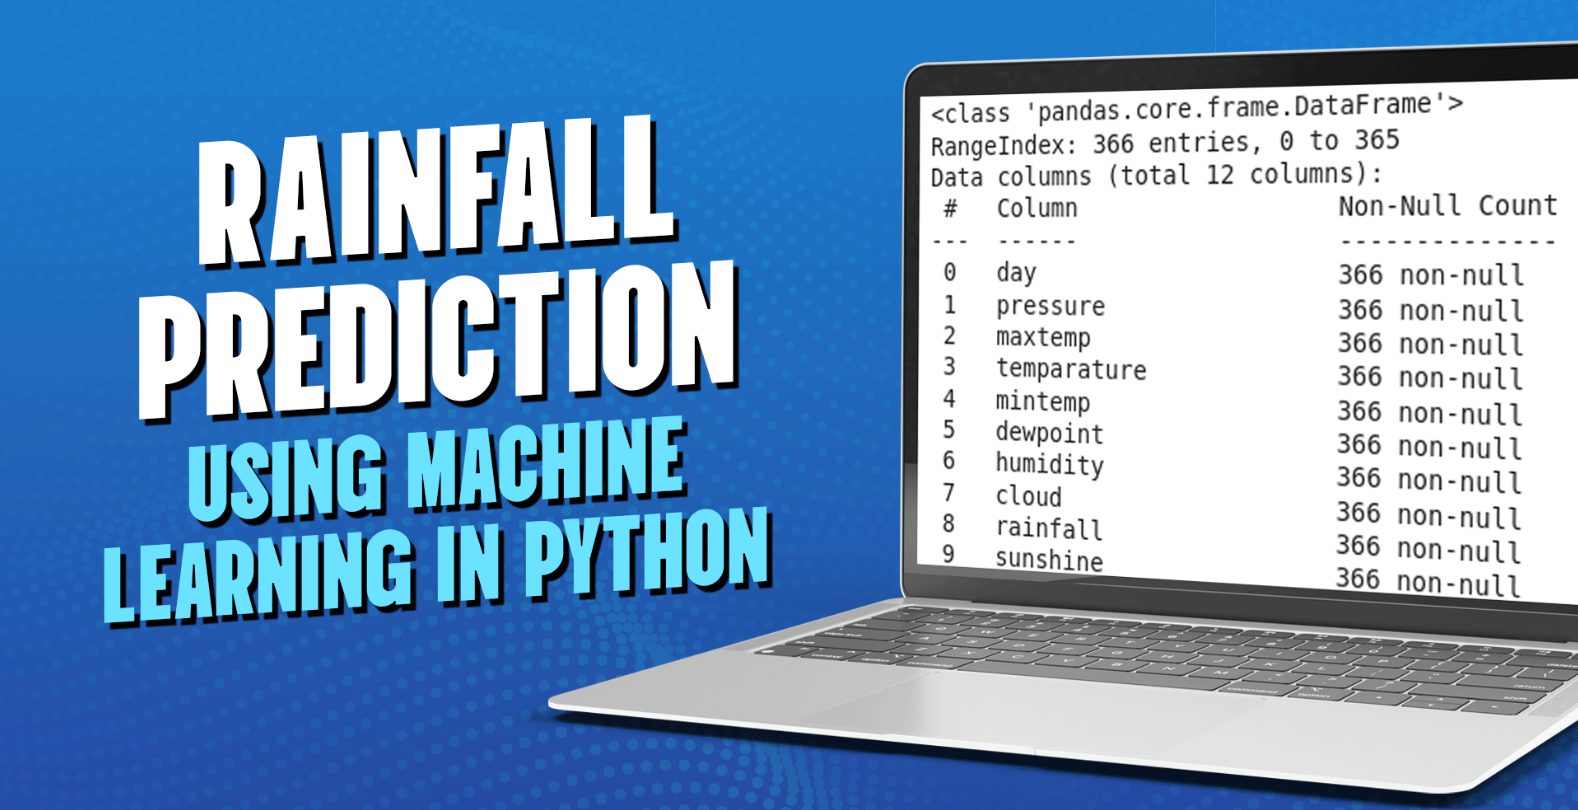 RAINFALL
PREDICTION
USING MACHINE
LEARNING IN PYTHON
<class 'pandas.core.frame.DataFrame'>
RangeIndex: 366 entries, 0 to 365
Data columns (total 12 columns):
# Column Non-Null Count
--- ------ --------------
0 day 366 non-null
1 pressure 366 non-null
2 maxtemp 366 non-null
3 temparature 366 non-null
4 mintemp 366 non-null
5 dewpoint 366 non-null
6 humidity 366 non-null
7 cloud 366 non-null
8 rainfall 366 non-null
9 sunshine 366 non-null